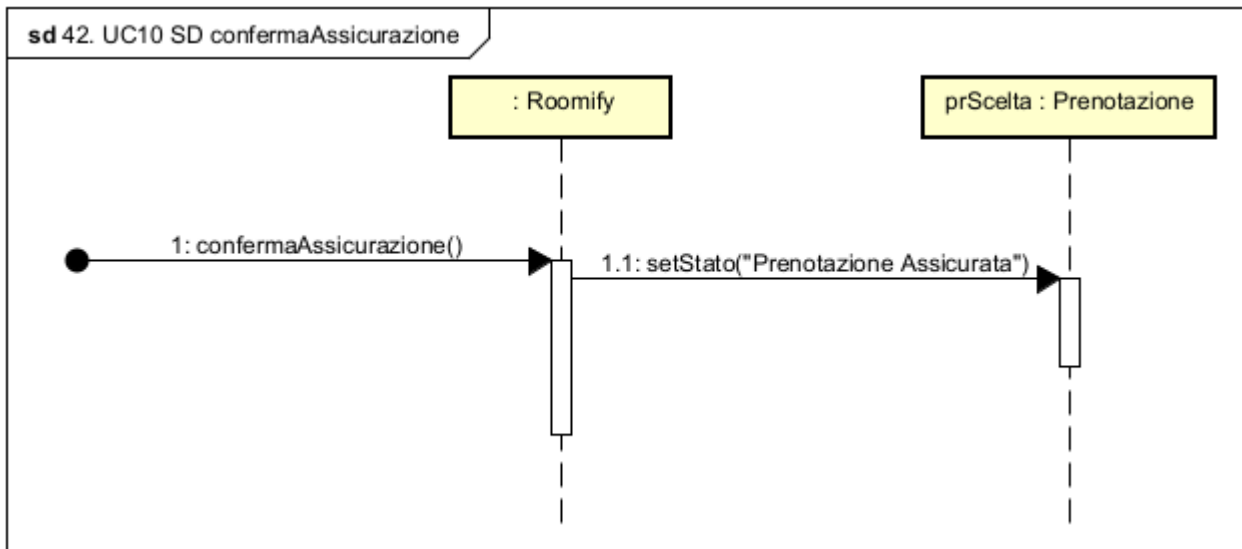 sd 42. UC10 SD confermaAssicurazione
: Roomify
prScelta : Prenotazione
1: confermaAssicurazione()
1.1: setStato("Prenotazione Assicurata")